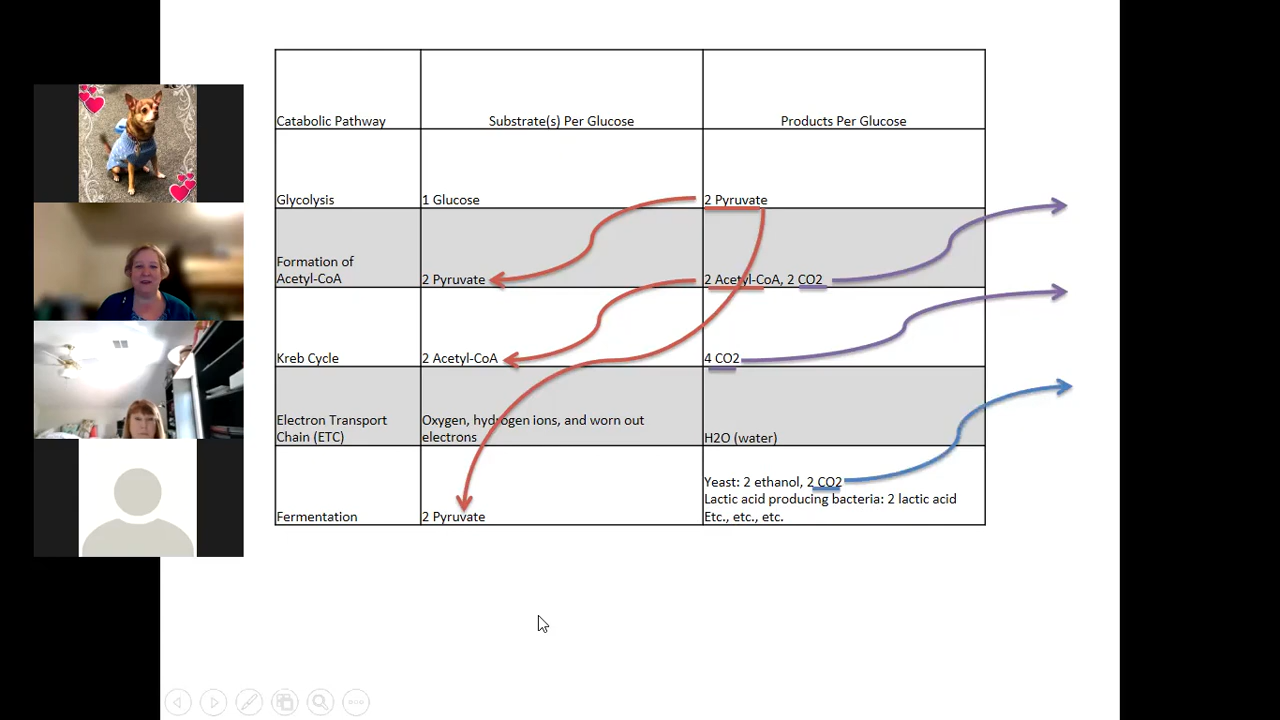 Catabolic Pathway
Substrate(s) Per Glucose
Products Per Glucose
Glycolysis
1 Glucose
2 Pyruvate
Formation of
Acetyl-CoA
2 Pyruvate
2 Acetyl-CoA, 2 CO2
Kreb Cycle
2 Acetyl-CoA
4 CO2
Electron Transport
Chain (ETC)
Oxygen, hydrogen ions, and worn out
electrons
H2O (water)
Fermentation
2 Pyruvate
Yeast: 2 ethanol, 2 CO2
Lactic acid producing bacteria: 2 lactic acid
Etc., etc., etc.